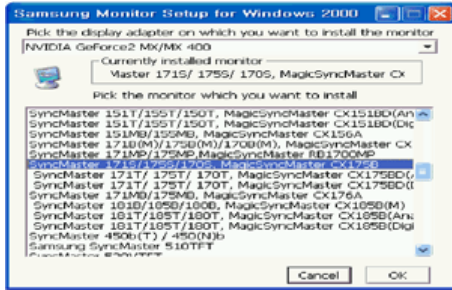 Samsung Monitor Setup for Windows 2000
Pick the display adapter on which you want to install the monitor
NVIDIA GeForce2 MX/MX 400
Currently installed monitor
Master 171S/ 175S/ 170S, MagicSyncMaster CX
Pick the monitor which you want to install
SyncMaster 151T/155T/150T, MagicSyncMaster CX151BD(An
SyncMaster 151T/155T/150T, MagicSyncMaster CX151BD(Dig
SyncMaster 151MB/155MB, MagicSyncMaster CX156A
SyncMaster 171B(M)/175B(M)/170B(M), MagicSyncMaster CX
SyncMaster 171MP/175MP,MagicSyncMaster RB1700MP
SyncMaster 171S/175S/170S, MagicSyncMaster CX175B
SyncMaster 171T/ 175T/ 170T, MagicSyncMaster CX175BD(
SyncMaster 171T/ 175T/ 170T, MagicSyncMaster CX175BD(
SyncMaster 171MB/175MB, MagicSyncMaster CX176A
SyncMaster 181B/185B/180B, MagicSyncMaster CX185B(M)
SyncMaster 181T/185T/180T, MagicSyncMaster CX185B(Ana
SyncMaster 181T/185T/180T, MagicSyncMaster CX185B(Digi
SyncMaster 450b(T) / 450(N)b
Samsung SyncMaster 510TFT
Cancel OK